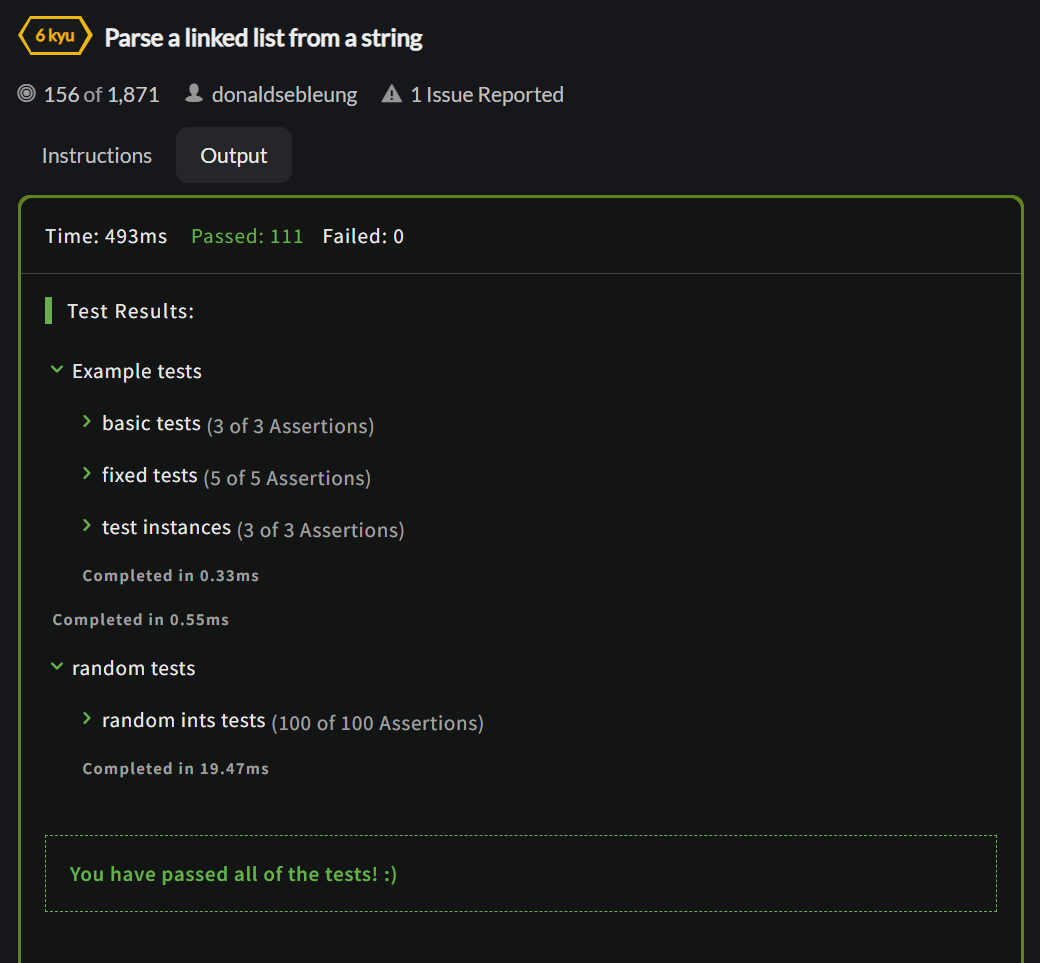 6 kyu Parse a linked list from a string
156 of 1,871 donaldsebleung 1 Issue Reported
Instructions Output
Time: 493ms Passed: 111 Failed: 0
Test Results:
Example tests
basic tests (3 of 3 Assertions)
fixed tests (5 of 5 Assertions)
test instances (3 of 3 Assertions)
Completed in 0.33ms
Completed in 0.55ms
random tests
random ints tests (100 of 100 Assertions)
Completed in 19.47ms
You have passed all of the tests! :)